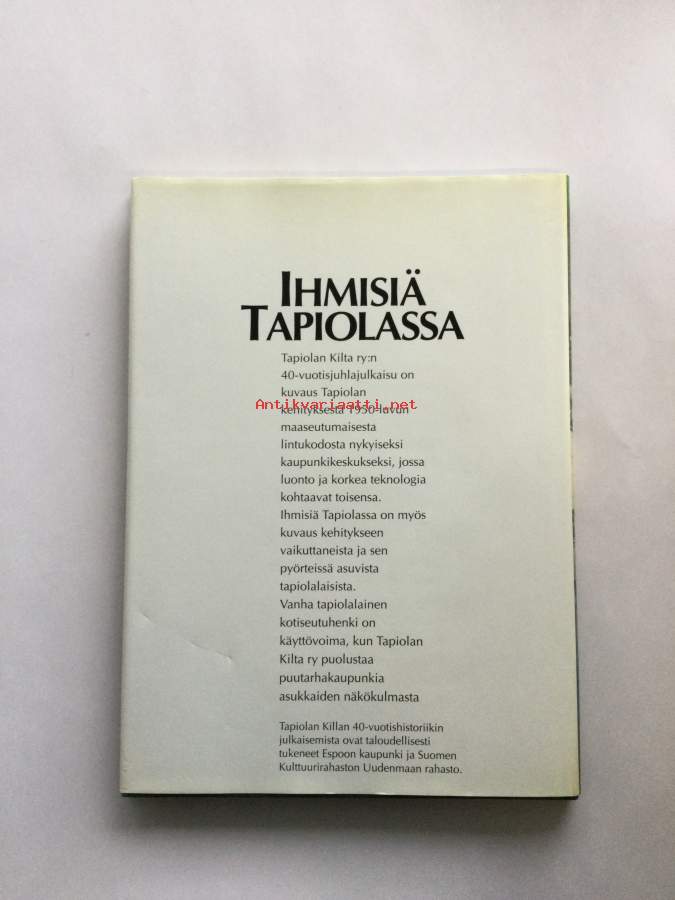 IHMISIÄ
TAPIOLASSA
Tapiolan Kilta ry:n
40-vuotisjuhlajulkaisu on
kuvaus Tapiolan
Antikvariaatti.net
kehityksestä 1950-luvun
maaseutumaisesta
lintukodosta nykyiseksi
kaupunkikeskukseksi, jossa
luonto ja korkea teknologia
kohtaavat toisensa.
Ihmisiä Tapiolassa on myös
kuvaus kehitykseen
vaikuttaneista ja sen
pyörteissä asuvista
tapiolalaisista.
Vanha tapiolalainen
kotiseutuhenki on
käyttövoima, kun Tapiolan
Kilta ry puolustaa
puutarhakaupunkia
asukkaiden näkökulmasta
Tapiolan Killan 40-vuotishistoriikin
julkaisemista ovat taloudellisesti
tukeneet Espoon kaupunki ja Suomen
Kulttuurirahaston Uudenmaan rahasto.